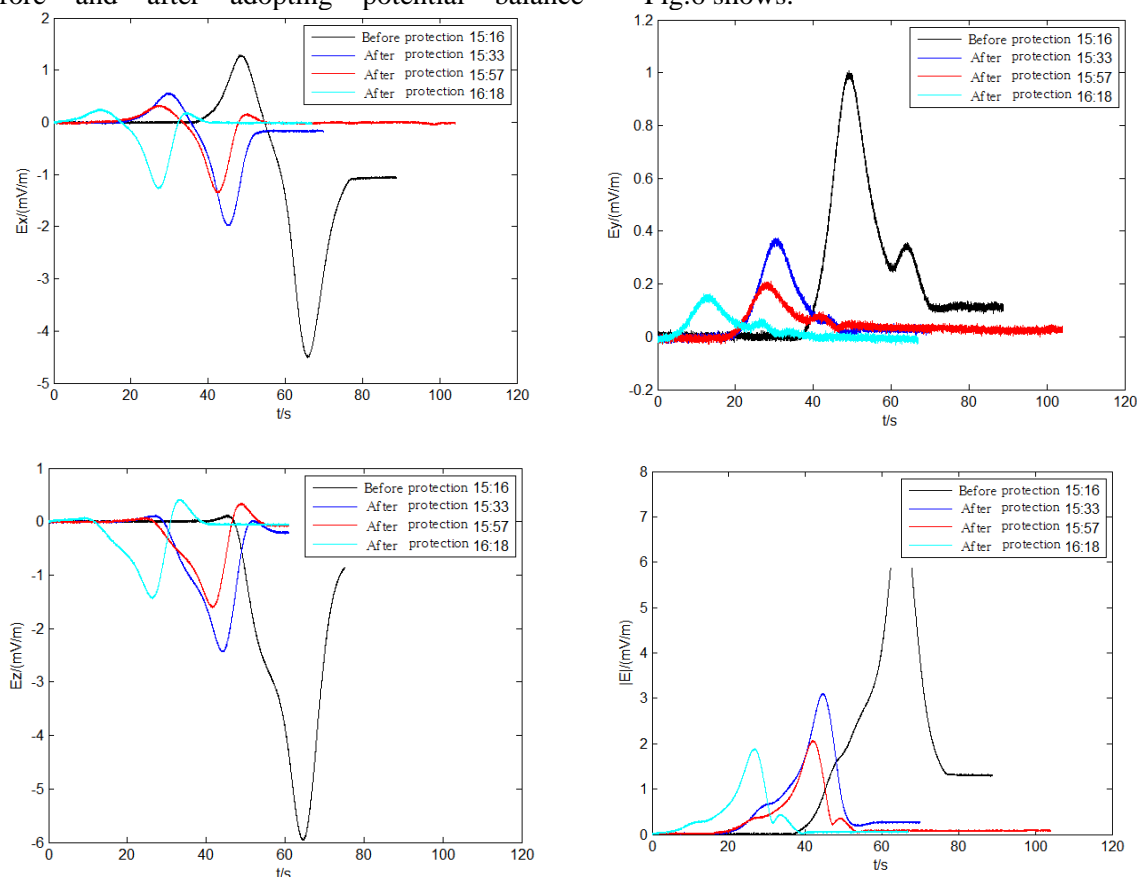 fore and after adopting potential balance
Fig.6 shows.
2
1
0
-1
-2
-3
-4
-5
Ex/(mV/m)
0 20 40 60 80 100 120
t/s
Before protection 15:16
After protection 15:33
After protection 15:57
After protection 16:18
1.2
1
0.8
0.6
0.4
0.2
0
-0.2
Ey/(mV/m)
0 20 40 60 80 100 120
t/s
Before protection 15:16
After protection 15:33
After protection 15:57
After protection 16:18
1
0
-1
-2
-3
-4
-5
-6
Ez/(mV/m)
0 20 40 60 80 100 120
t/s
Before protection 15:16
After protection 15:33
After protection 15:57
After protection 16:18
8
7
6
5
4
3
2
1
0
|E|/(mV/m)
0 20 40 60 80 100 120
t/s
Before protection 15:16
After protection 15:33
After protection 15:57
After protection 16:18